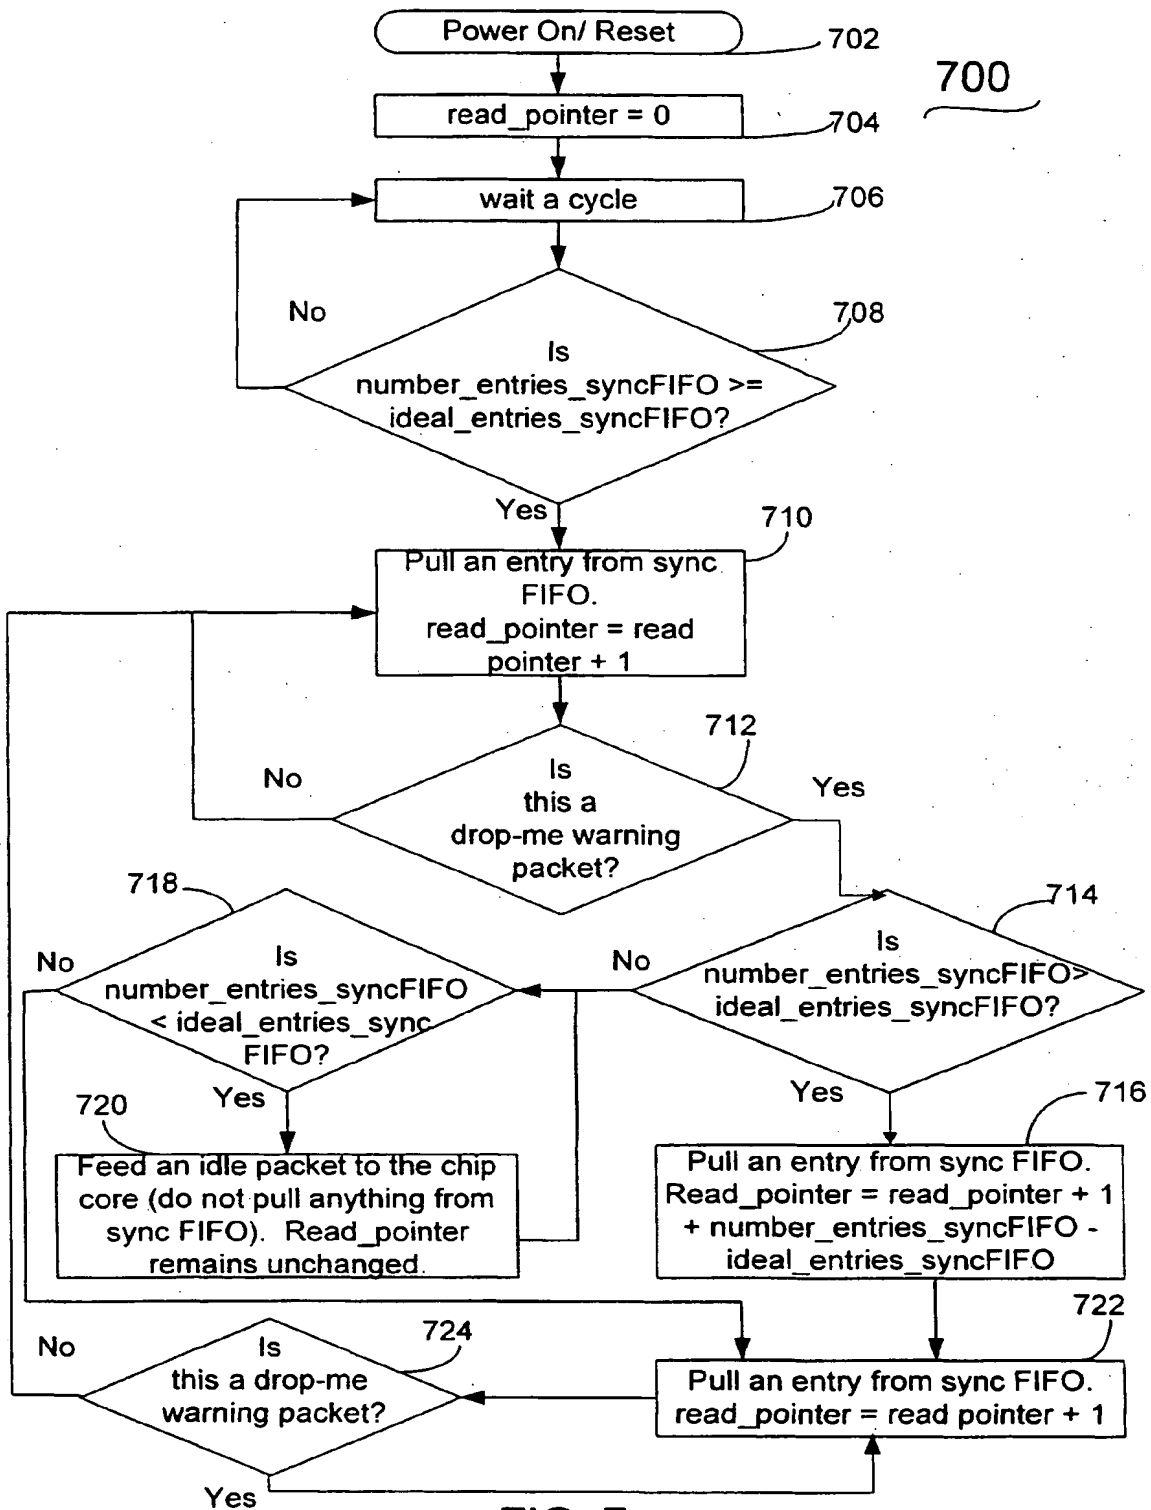 Power On/ Reset
702
700
read_pointer = 0
704
wait a cycle
706
No
708
Is
number_entries_syncFIFO >=
ideal_entries_syncFIFO?
Yes
710
Pull an entry from sync
FIFO.
read_pointer = read
pointer + 1
712
No
Is
this a
drop-me warning
packet?
Yes
718
714
No
Is
number_entries_syncFIFO
< ideal_entries_sync
FIFO?
No
Is
number_entries_syncFIFO>
ideal_entries_syncFIFO?
Yes
Yes
720
716
Feed an idle packet to the chip
core (do not pull anything from
sync FIFO). Read_pointer
remains unchanged.
Pull an entry from sync FIFO.
Read_pointer = read_pointer + 1
+ number_entries_syncFIFO -
ideal_entries_syncFIFO
722
No
724
Is
this a drop-me
warning packet?
Pull an entry from sync FIFO.
read_pointer = read pointer + 1
Yes